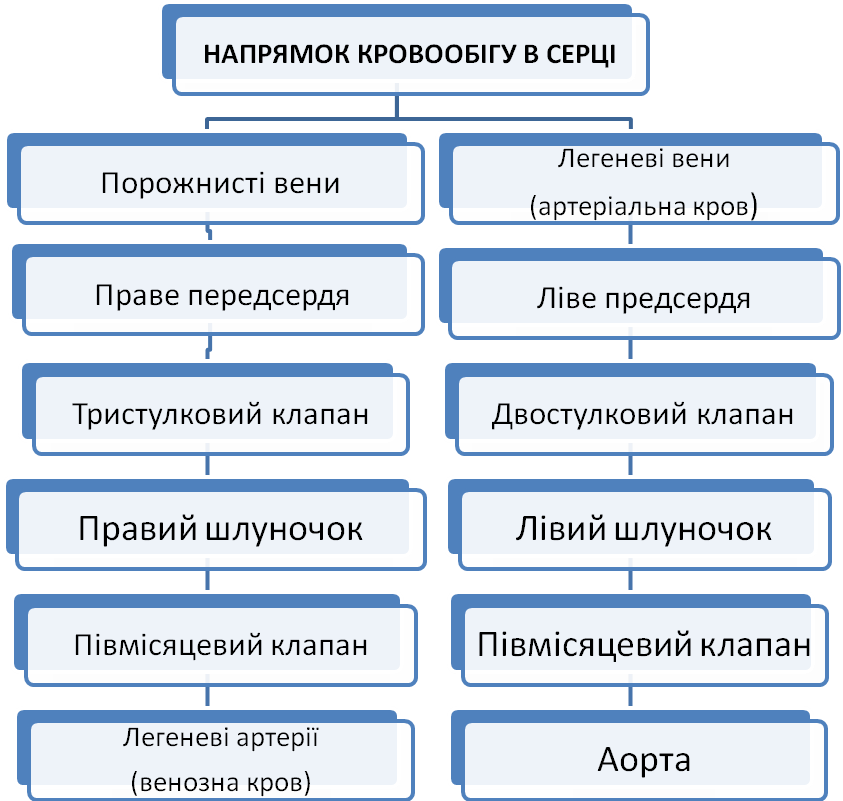 НАПРЯМОК КРОВООБІГУ В СЕРЦІ
Порожнисті вени
Праве передсердя
Тристулковий клапан
Правий шлуночок
Півмісяцевий клапан
Легеневі артерії
(венозна кров)
Легеневі вени
(артеріальна кров)
Ліве предсердя
Двостулковий клапан
Лівий шлуночок
Півмісяцевий клапан
Аорта